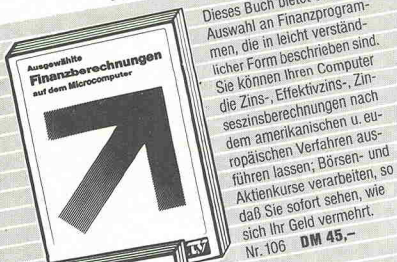 Ausgewählte
Finanzberechnungen
auf dem Microcomputer
Dieses Buch bietet
Auswahl an Finanzprogram-
men, die in leicht verständ-
licher Form beschrieben sind.
Sie können Ihren Computer
die Zins-, Effektivzins-, Zin-
seszinsberechnungen nach
dem amerikanischen u. eu-
ropäischen Verfahren aus-
führen lassen; Börsen- und
Aktienkurse verarbeiten, so
daß Sie sofort sehen, wie
sich Ihr Geld vermehrt.
Nr. 106 DM 45,–